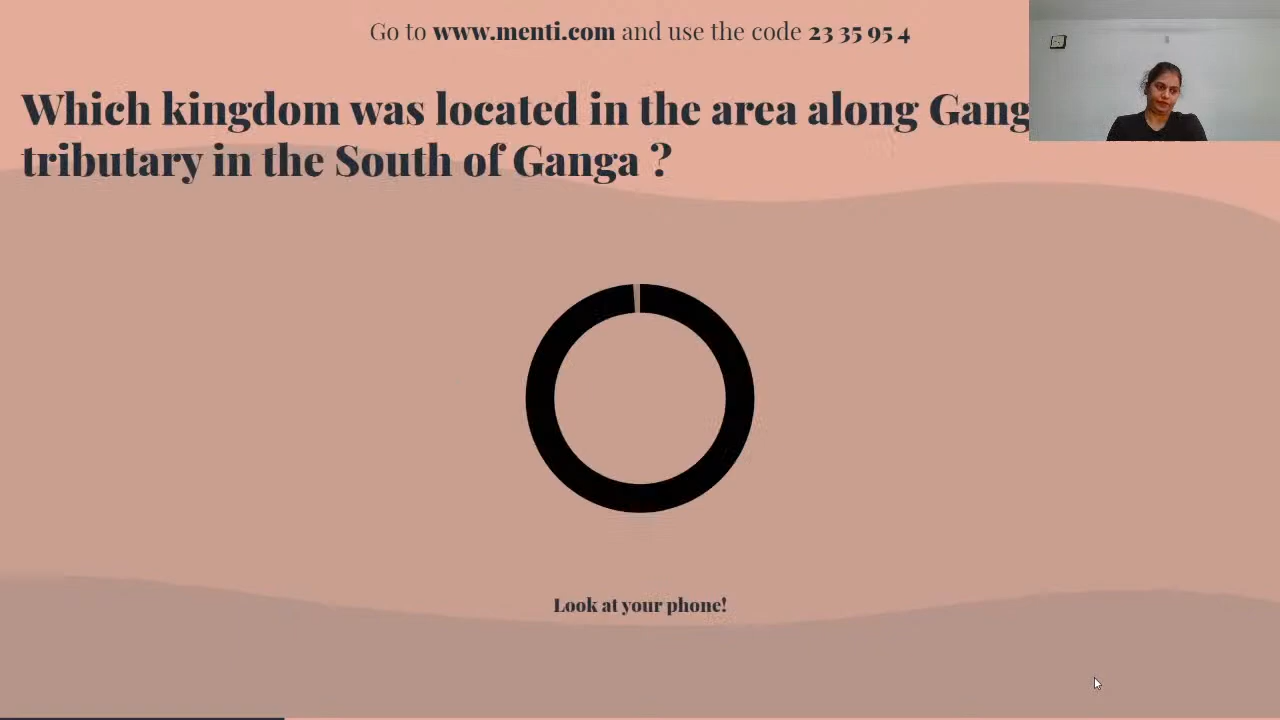 Go to www.menti.com and use the code 23 35 95 4
Which kingdom was located in the area along
tributary in the South of Ganga ?
Look at your phone!